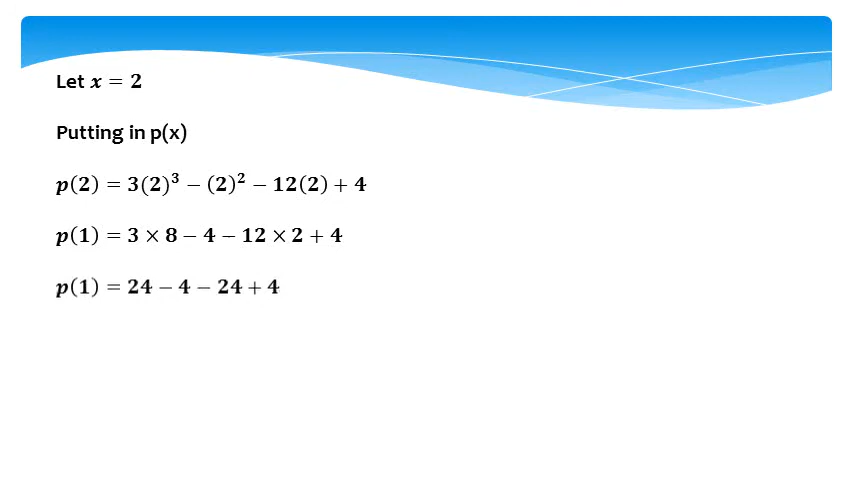 Let x = 2
Putting in p(x)
p(2) = 3(2)³ − (2)² − 12(2) + 4
p(1) = 3 × 8 − 4 − 12 × 2 + 4
p(1) = 24 − 4 − 24 + 4